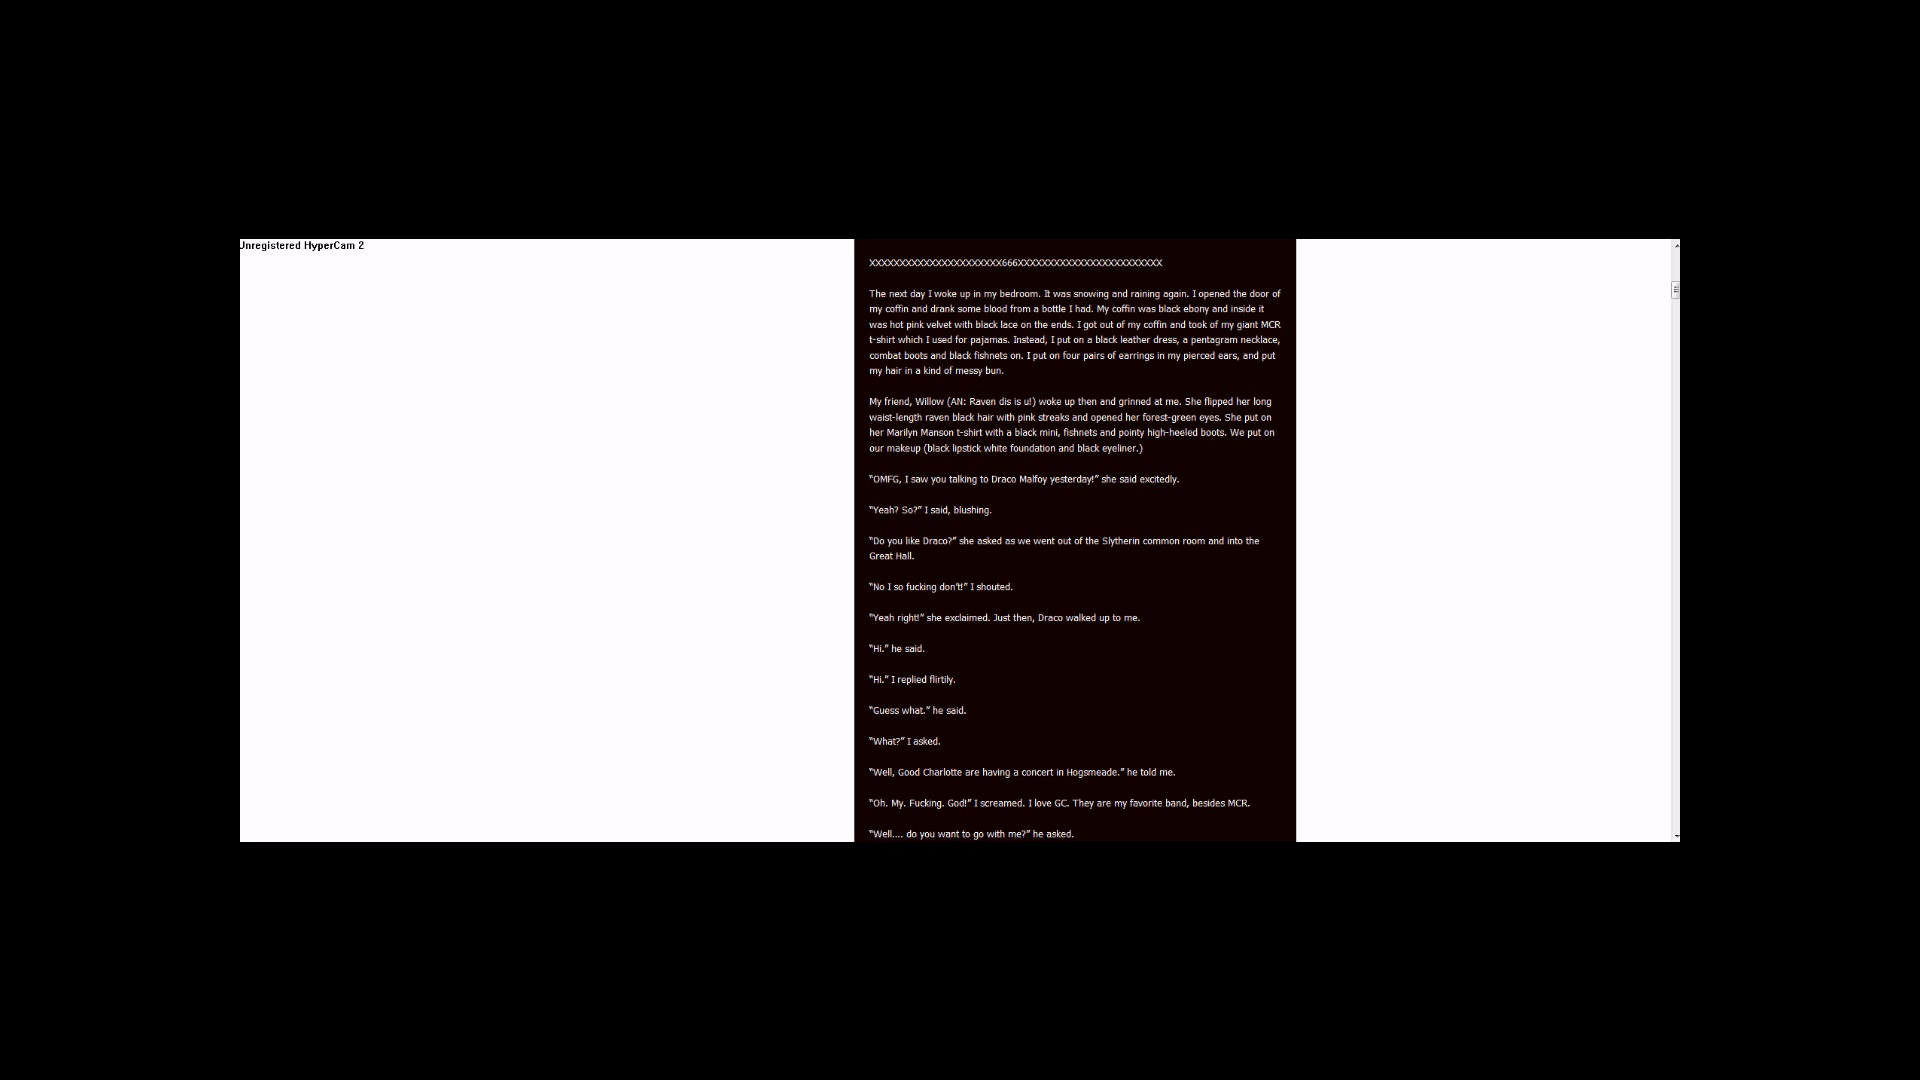 Unregistered HyperCam 2
XXXXXXXXXXXXXXXXXXXXXX666XXXXXXXXXXXXXXXXXXXXXXXX
The next day I woke up in my bedroom. It was snowing and raining again. I opened the door of
my coffin and drank some blood from a bottle I had. My coffin was black ebony and inside it
was hot pink velvet with black lace on the ends. I got out of my coffin and took of my giant MCR
t-shirt which I used for pajamas. Instead, I put on a black leather dress, a pentagram necklace,
combat boots and black fishnets on. I put on four pairs of earrings in my pierced ears, and put
my hair in a kind of messy bun.
My friend, Willow (AN: Raven dis is u!) woke up then and grinned at me. She flipped her long
waist-length raven black hair with pink streaks and opened her forest-green eyes. She put on
her Marilyn Manson t-shirt with a black mini, fishnets and pointy high-heeled boots. We put on
our makeup (black lipstick white foundation and black eyeliner.)
“OMFG, I saw you talking to Draco Malfoy yesterday!” she said excitedly.
“Yeah? So?” I said, blushing.
“Do you like Draco?” she asked as we went out of the Slytherin common room and into the
Great Hall.
“No I so fucking don’t!” I shouted.
“Yeah right!” she exclaimed. Just then, Draco walked up to me.
“Hi.” he said.
“Hi.” I replied flirtily.
“Guess what.” he said.
“What?” I asked.
“Well, Good Charlotte are having a concert in Hogsmeade.” he told me.
“Oh. My. Fucking. God!” I screamed. I love GC. They are my favorite band, besides MCR.
“Well.... do you want to go with me?” he asked.